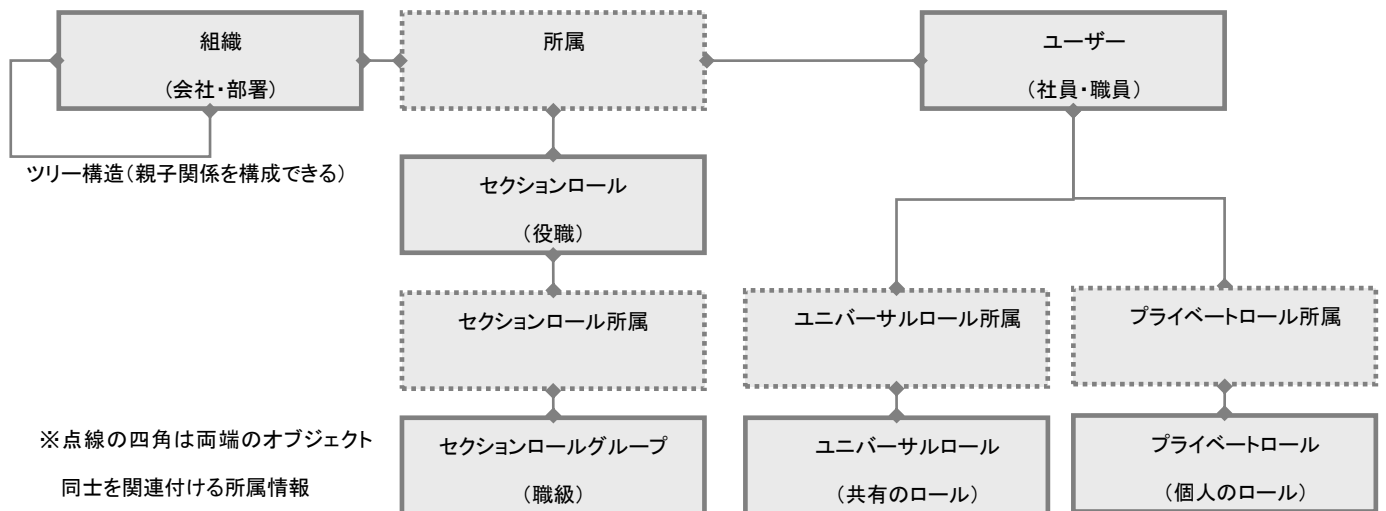 組織
(会社・部署)
所属
ユーザー
(社員・職員)
ツリー構造(親子関係を構成できる)
セクションロール
(役職)
セクションロール所属
ユニバーサルロール所属
プライベートロール所属
※点線の四角は両端のオブジェクト
同士を関連付ける所属情報
セクションロールグループ
(職級)
ユニバーサルロール
(共有のロール)
プライベートロール
(個人のロール)